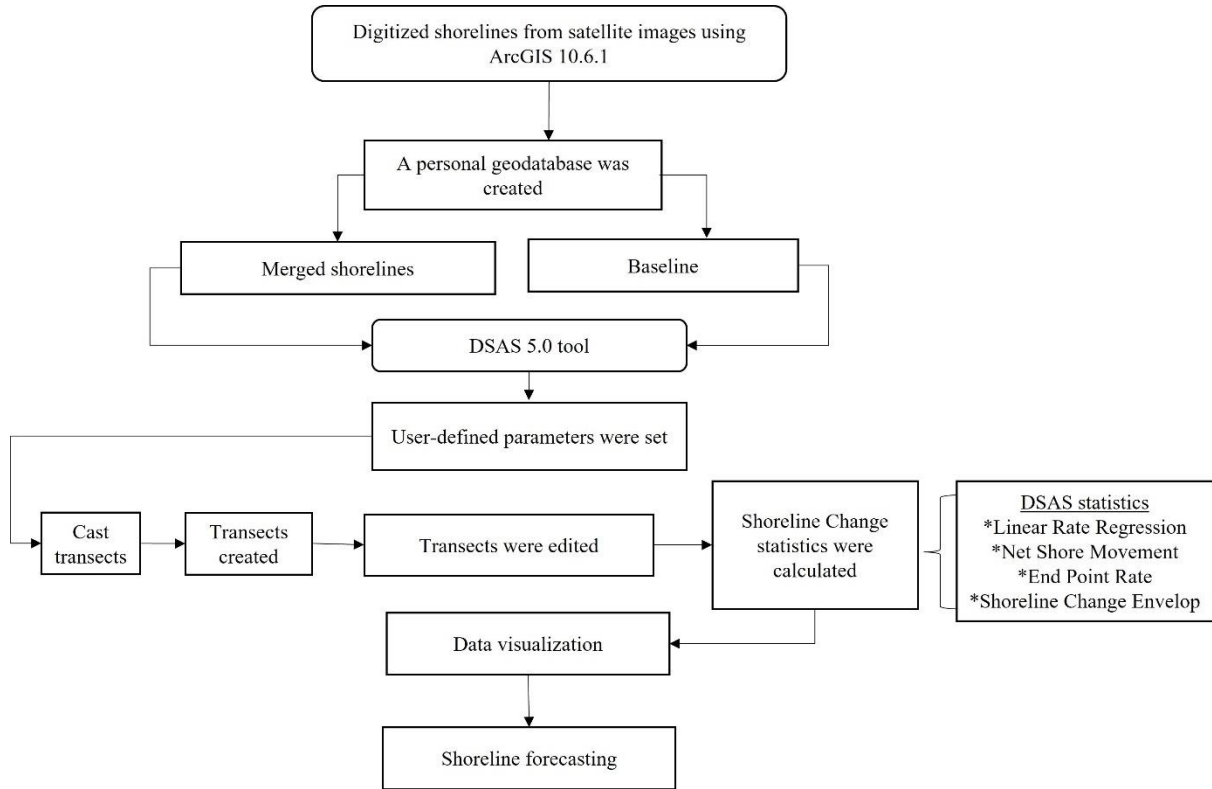 Digitized shorelines from satellite images using
ArcGIS 10.6.1
A personal geodatabase was
created
Merged shorelines
Baseline
DSAS 5.0 tool
User-defined parameters were set
Cast
transects
Transects
created
Transects were edited
Shoreline Change
statistics were
calculated
DSAS statistics
*Linear Rate Regression
*Net Shore Movement
*End Point Rate
*Shoreline Change Envelop
Data visualization
Shoreline forecasting